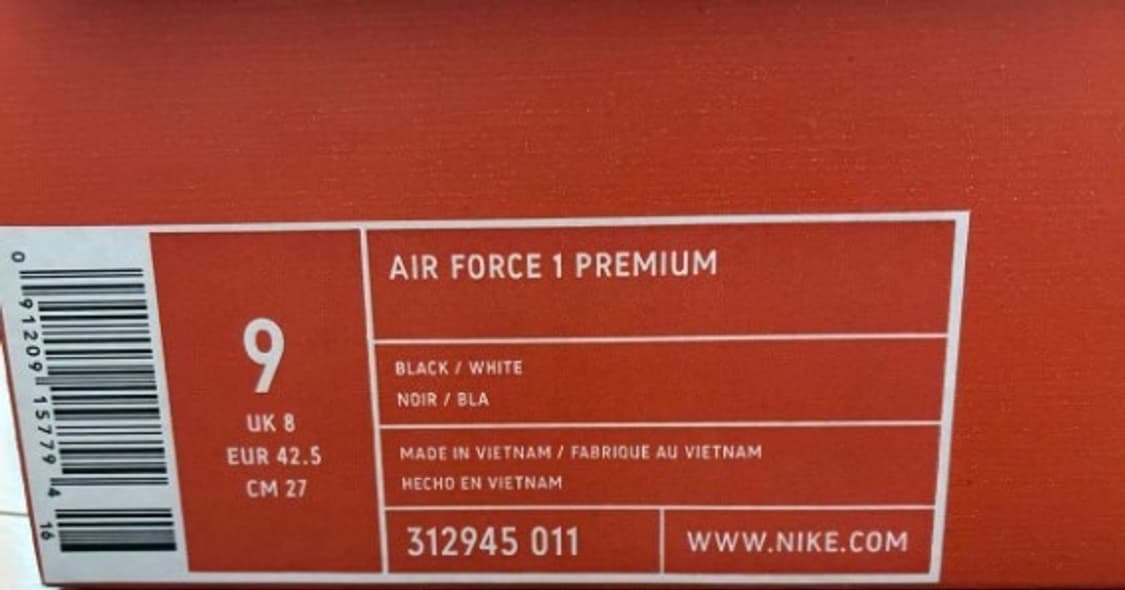 0 91209 15779 4 16
9
UK 8
EUR 42.5
CM 27
AIR FORCE 1 PREMIUM
BLACK / WHITE
NOIR / BLA
MADE IN VIETNAM / FABRIQUE AU VIETNAM
HECHO EN VIETNAM
312945 011
WWW.NIKE.COM